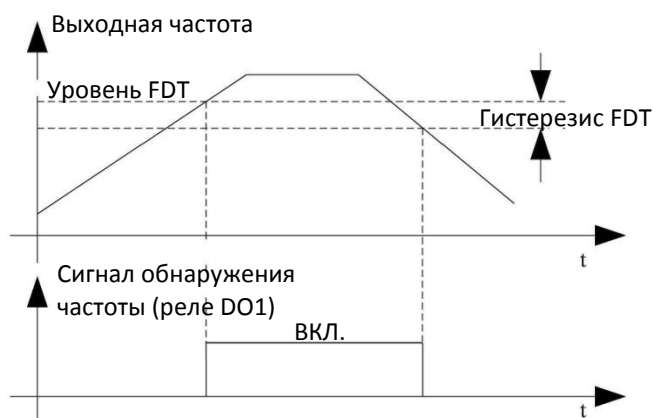 Выходная частота
Уровень FDT
Гистерезис FDT
t
Сигнал обнаружения
частоты (реле DO1)
ВКЛ.
t